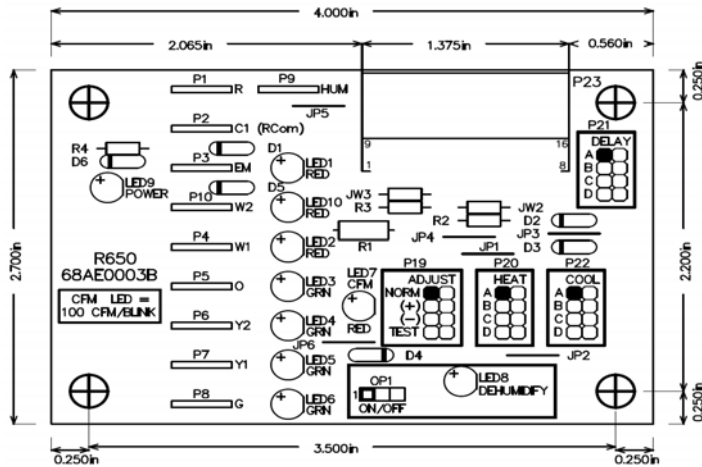 4.000in
2.065in
1.375in
0.560in
P1
R
P9
HUM
JP5
P23
0.250in
P2
C1 (RCom)
9
16
1
8
P21
DELAY
A
B
C
D
R4
D6
D1
P3
EM
LED1
RED
LED9
POWER
D5
P10
W2
LED10
RED
JW3
R3
R2
JW2
D2
JP3
D3
R1
JP4
JP1
2.700in
2.200in
P4
W1
LED2
RED
R650
68AE0003B
CFM LED =
100 CFM/BLINK
P5
O
LED3
GRN
LED7
CFM
RED
P19
ADJUST
NORM
(+)
(-)
TEST
P20
HEAT
A
B
C
D
P22
COOL
A
B
C
D
P6
Y2
LED4
GRN
JP6
P7
Y1
LED5
GRN
D4
JP2
OP1
1
ON/OFF
LED8
DEHUMIDIFY
P8
G
LED6
GRN
0.250in
0.250in
3.500in
0.250in